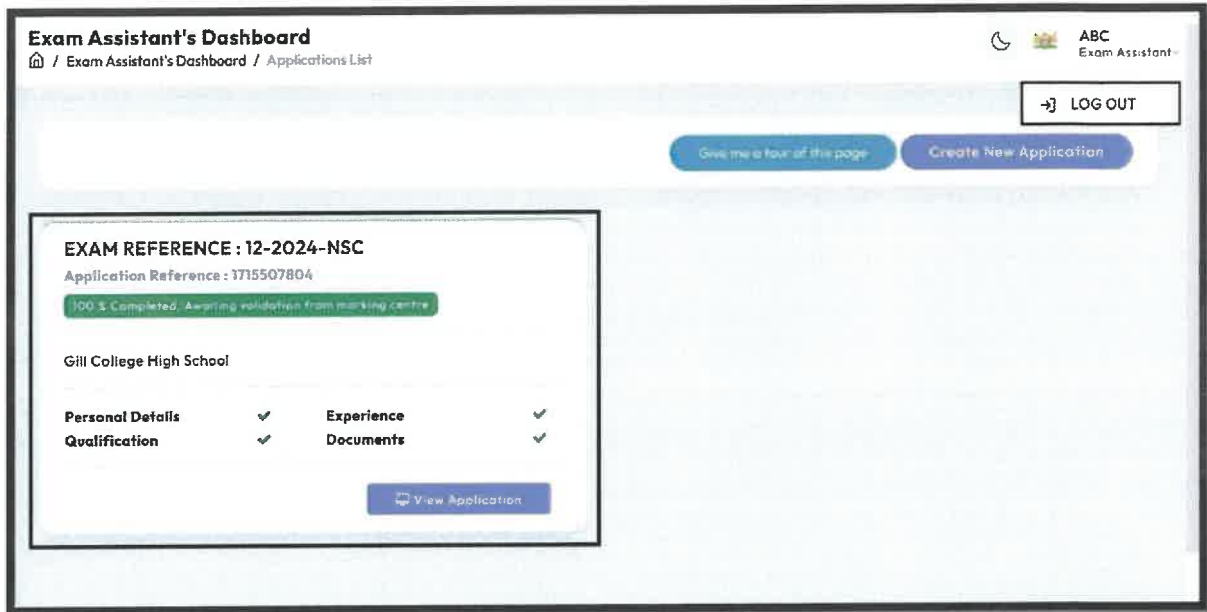 Exam Assistant's Dashboard
/ Exam Assistant's Dashboard / Applications List
ABC
Exam Assistant
LOG OUT
Give me a tour of this page
Create New Application
EXAM REFERENCE : 12-2024-NSC
Application Reference : 1715507804
100 % Completed. Awaiting validation from marking centre
Gill College High School
Personal Details
Experience
Qualification
Documents
View Application